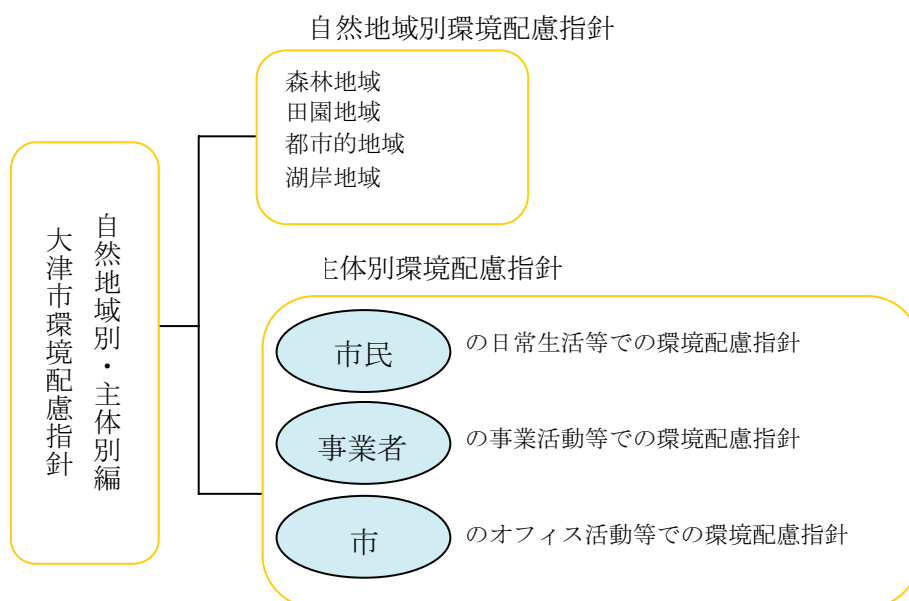 自然地域別環境配慮指針
森林地域
田園地域
都市的地域
湖岸地域
自然地域別・主体別編
大津市環境配慮指針
主体別環境配慮指針
市民
の日常生活等での環境配慮指針
事業者
の事業活動等での環境配慮指針
市
のオフィス活動等での環境配慮指針